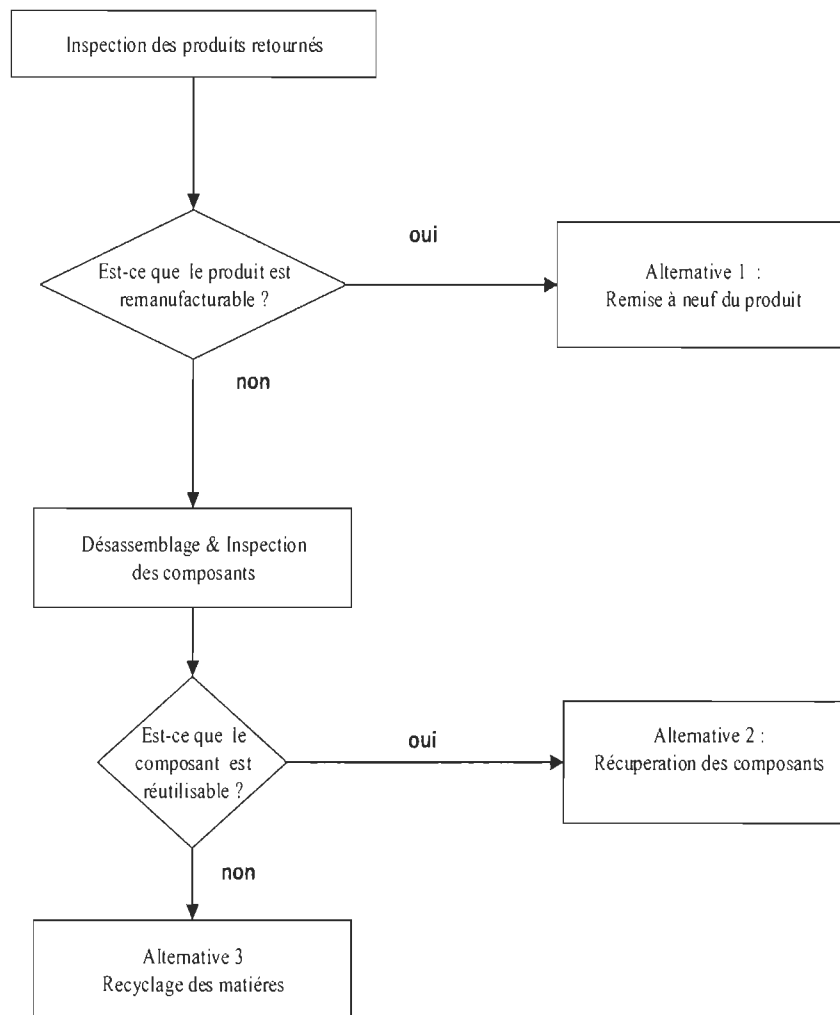 Inspection des produits retournés
oui
Est-ce que le produit est
remanufacturable ?
Alternative 1 :
Remise à neuf du produit
non
Désassemblage & Inspection
des composants
Est-ce que le
composant est
réutilisable ?
oui
Alternative 2 :
Récuperation des composants
non
Alternative 3
Recyclage des matiéres